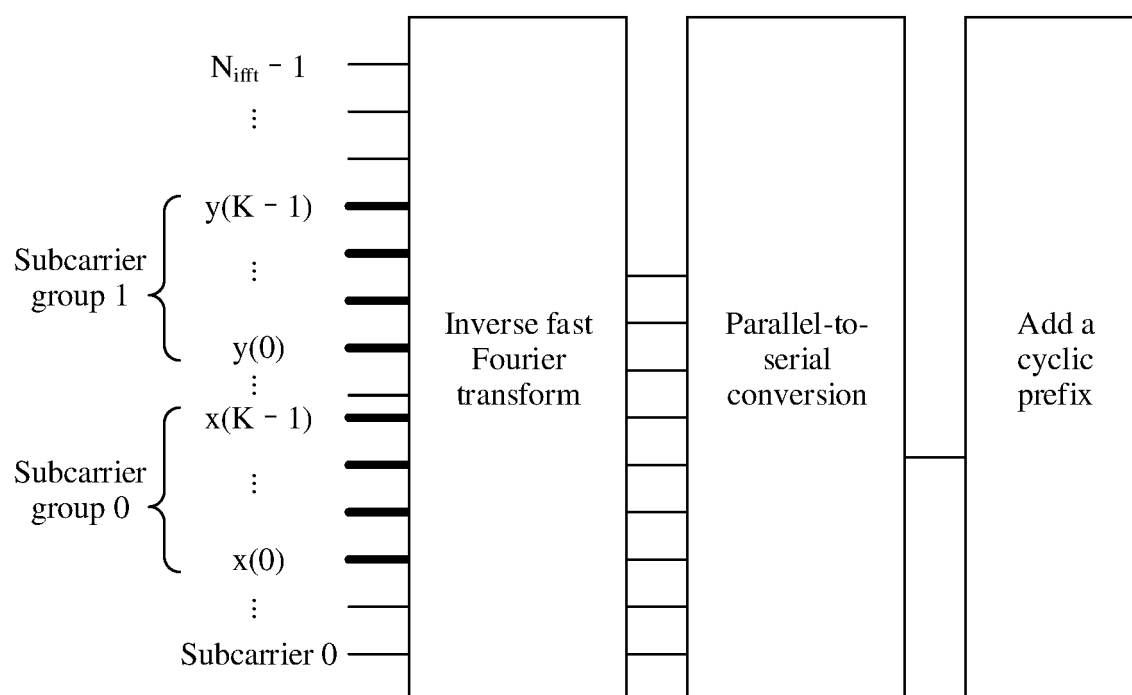 N_ifft - 1
⋮
y(K - 1)
Subcarrier
group 1
⋮
y(0)
⋮
x(K - 1)
Subcarrier
group 0
⋮
x(0)
⋮
Subcarrier 0
Inverse fast
Fourier
transform
Parallel-to-
serial
conversion
Add a
cyclic
prefix